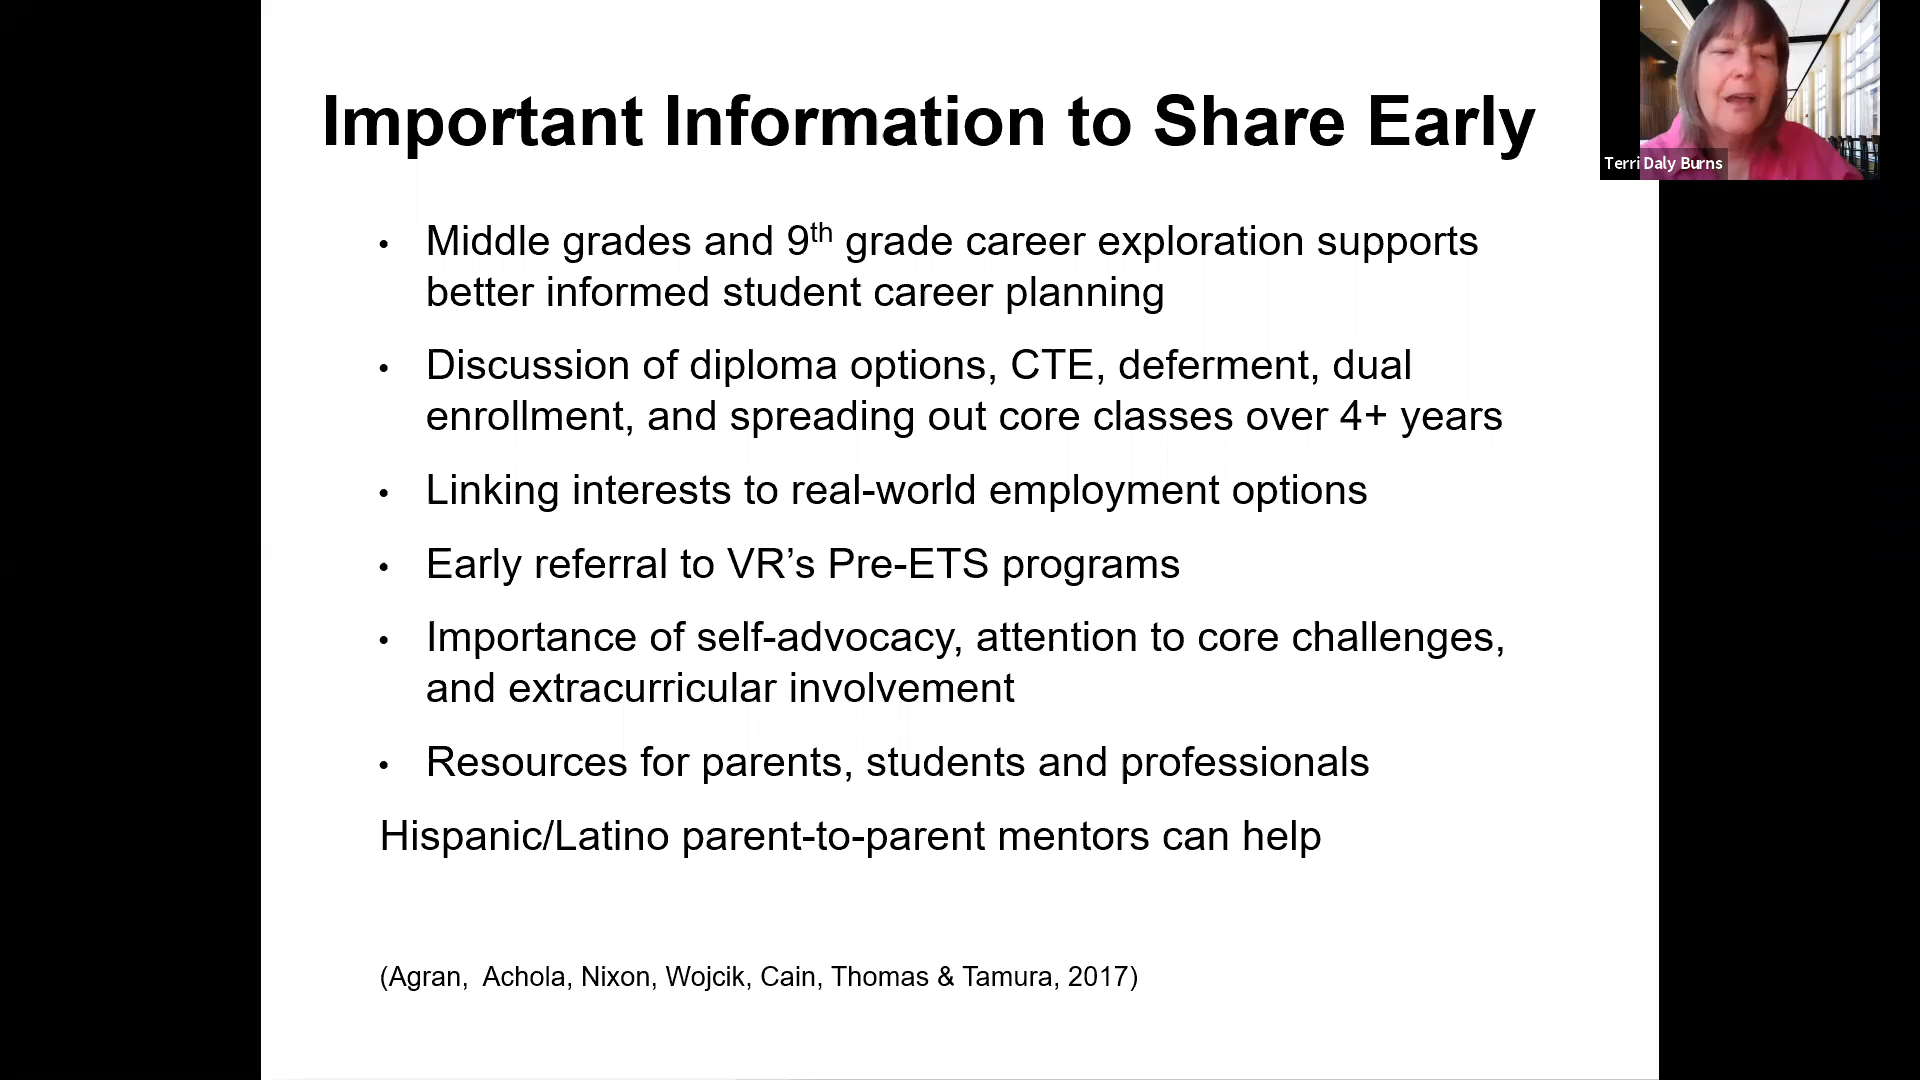 Important Information to Share Early
Terri Daly Burns
• Middle grades and 9th grade career exploration supports
better informed student career planning
• Discussion of diploma options, CTE, deferment, dual
enrollment, and spreading out core classes over 4+ years
• Linking interests to real-world employment options
• Early referral to VR’s Pre-ETS programs
• Importance of self-advocacy, attention to core challenges,
and extracurricular involvement
• Resources for parents, students and professionals
Hispanic/Latino parent-to-parent mentors can help
(Agran,  Achola, Nixon, Wojcik, Cain, Thomas & Tamura, 2017)